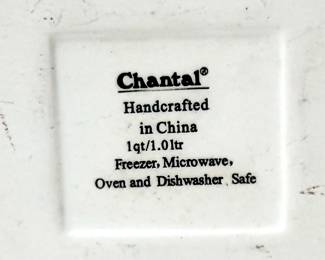 Chantal®
Handcrafted
in China
1qt/1.0ltr
Freezer, Microwave,
Oven and Dishwasher Safe